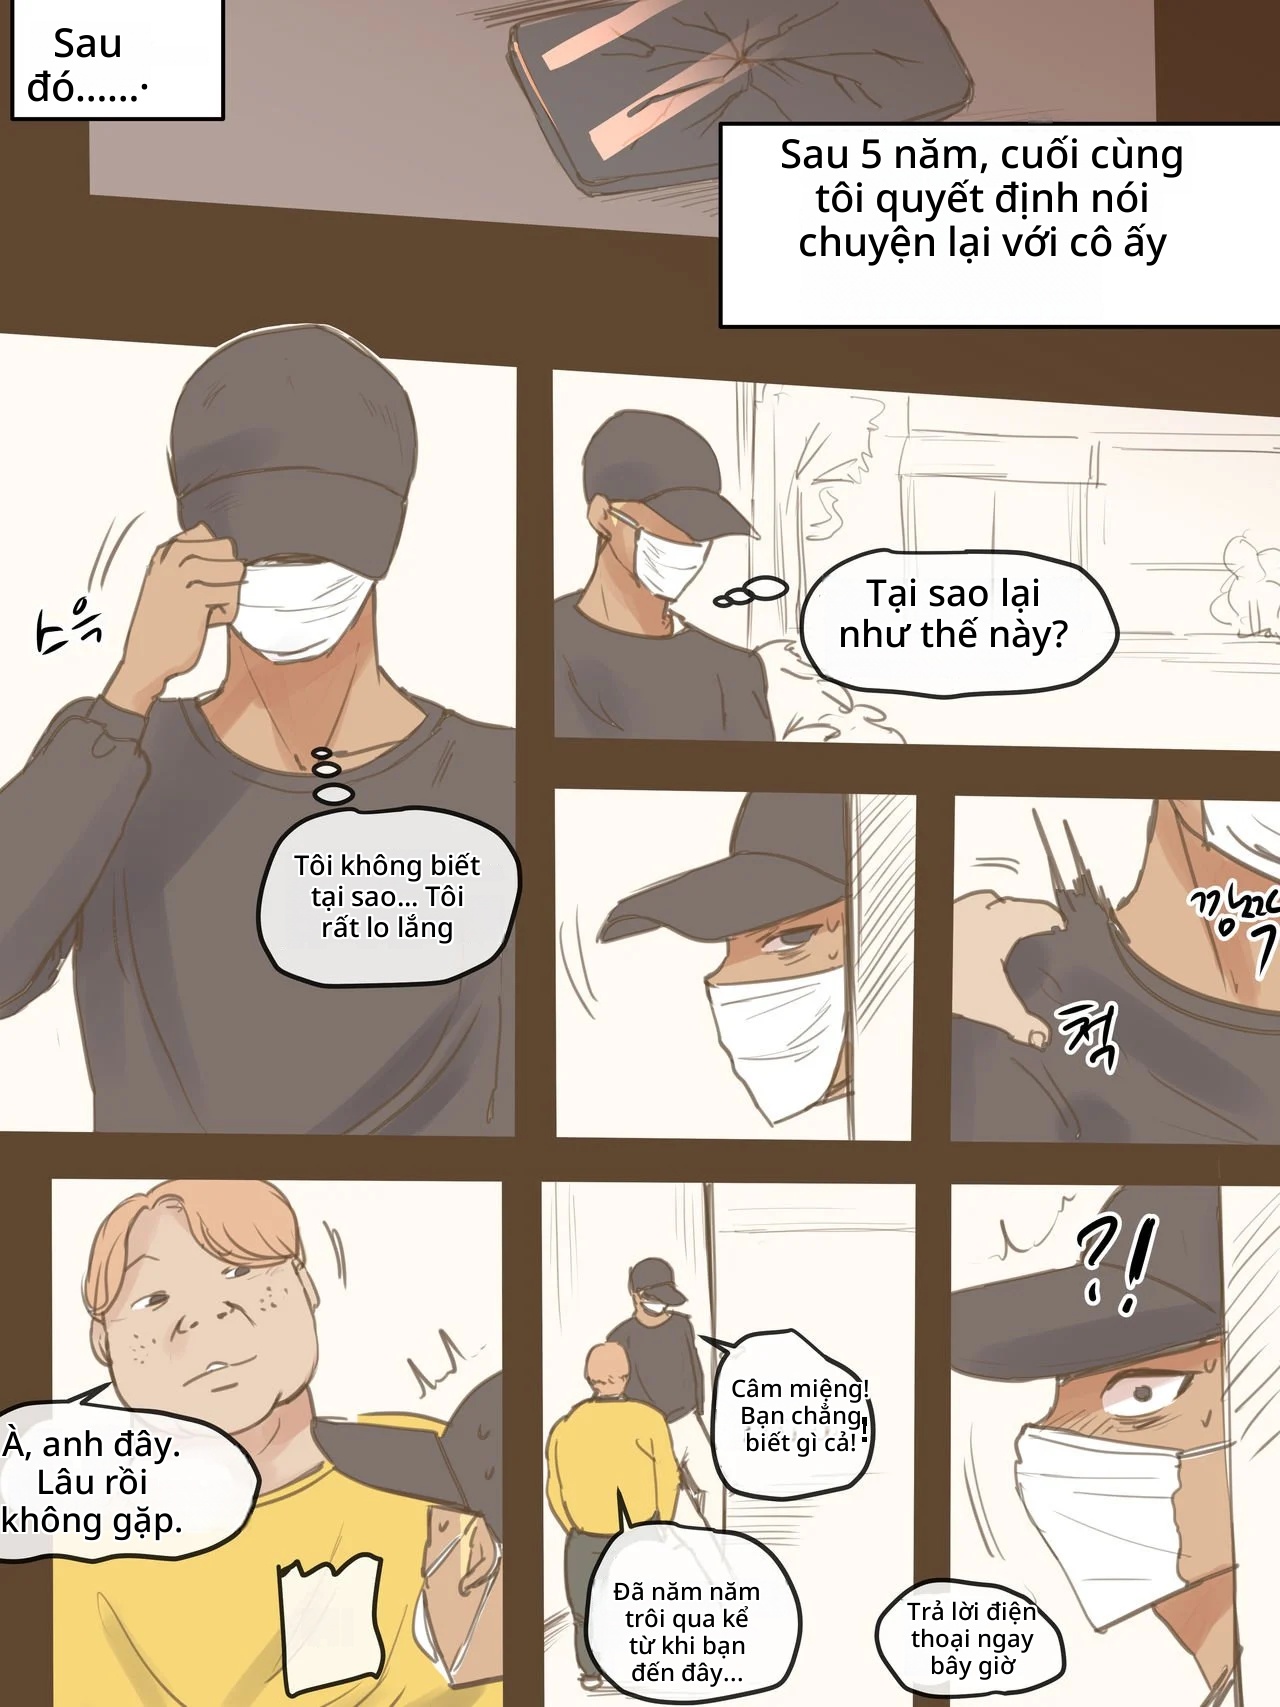 Sau
đó......·
Sau 5 năm, cuối cùng
tôi quyết định nói
chuyện lại với cô ấy
스윽
Tại sao lại
như thế này?
Tôi không biết
tại sao... Tôi
rất lo lắng
척
?!
À, anh đây.
Lâu rồi
không gặp.
Câm miệng!
Bạn chẳng
biết gì cả!
!
Đã năm năm
trôi qua kể
từ khi bạn
đến đây...
Trả lời điện
thoại ngay
bây giờ